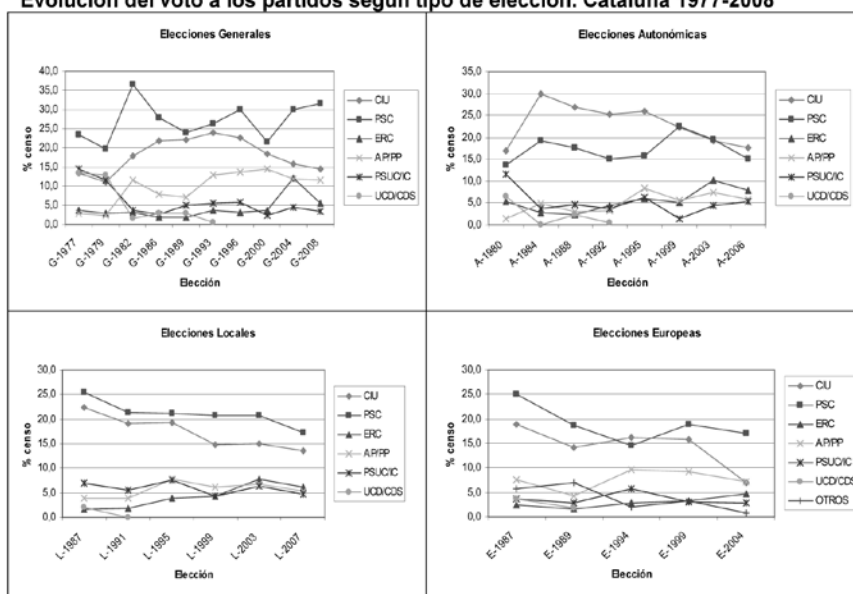 Evolución del voto a los partidos según tipo de elección. Cataluña 1977-2008
Elecciones Generales
40,0
35,0
30,0
25,0
20,0
15,0
10,0
5,0
0,0
% censo
G-1977
G-1979
G-1982
G-1986
G-1989
G-1993
G-1996
G-2000
G-2004
G-2008
Elección
CIU
PSC
ERC
AP/PP
PSUC/IC
UCD/CDS
Elecciones Autonómicas
35,0
30,0
25,0
20,0
15,0
10,0
5,0
0,0
% censo
A-1980
A-1984
A-1988
A-1992
A-1995
A-1999
A-2003
A-2006
Elección
CIU
PSC
ERC
AP/PP
PSUC/IC
UCD/CDS
Elecciones Locales
30,0
25,0
20,0
15,0
10,0
5,0
0,0
% censo
L-1987
L-1991
L-1995
L-1999
L-2003
L-2007
Elección
CIU
PSC
ERC
AP/PP
PSUC/IC
UCD/CDS
Elecciones Europeas
30,0
25,0
20,0
15,0
10,0
5,0
0,0
% censo
E-1987
E-1989
E-1994
E-1999
E-2004
Elección
CIU
PSC
ERC
AP/PP
PSUC/IC
UCD/CDS
OTROS